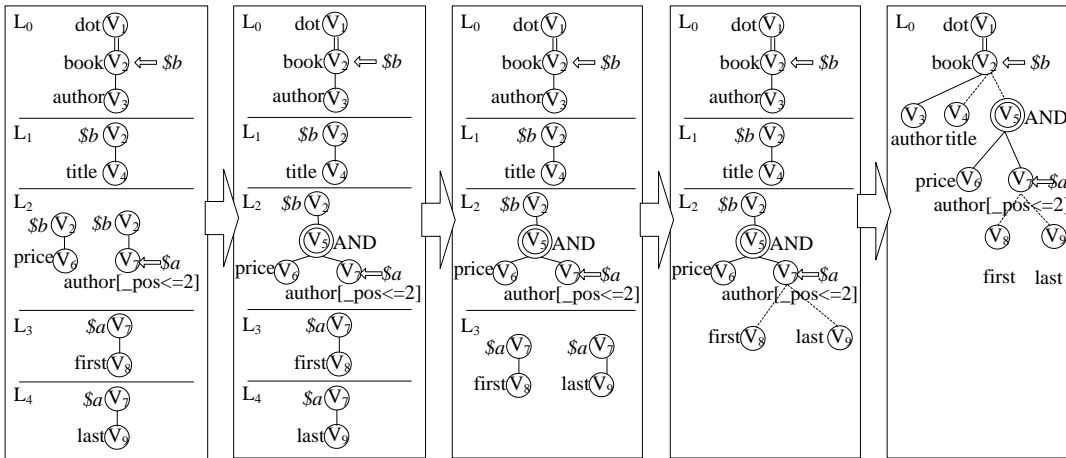 L0
dot V1
book V2 $b
author V3
L1
$b V2
title V4
L2
$b V2 $b V2
price V6 V7 $a
author[_pos<=2]
L3
$a V7
first V8
L4
$a V7
last V9
L0
dot V1
book V2 $b
author V3
L1
$b V2
title V4
L2
$b V2
V5 AND
price V6 V7 $a
author[_pos<=2]
L3
$a V7
first V8
L4
$a V7
last V9
L0
dot V1
book V2 $b
author V3
L1
$b V2
title V4
L2
$b V2
V5 AND
price V6 V7 $a
author[_pos<=2]
L3
$a V7 $a V7
first V8 last V9
L0
dot V1
book V2 $b
author V3
L1
$b V2
title V4
L2
$b V2
V5 AND
price V6 V7 $a
author[_pos<=2]
first V8 last V9
L0
dot V1
book V2 $b
V3 V4 V5 AND
author title
price V6 V7 $a
author[_pos<=2]
V8 V9
first last